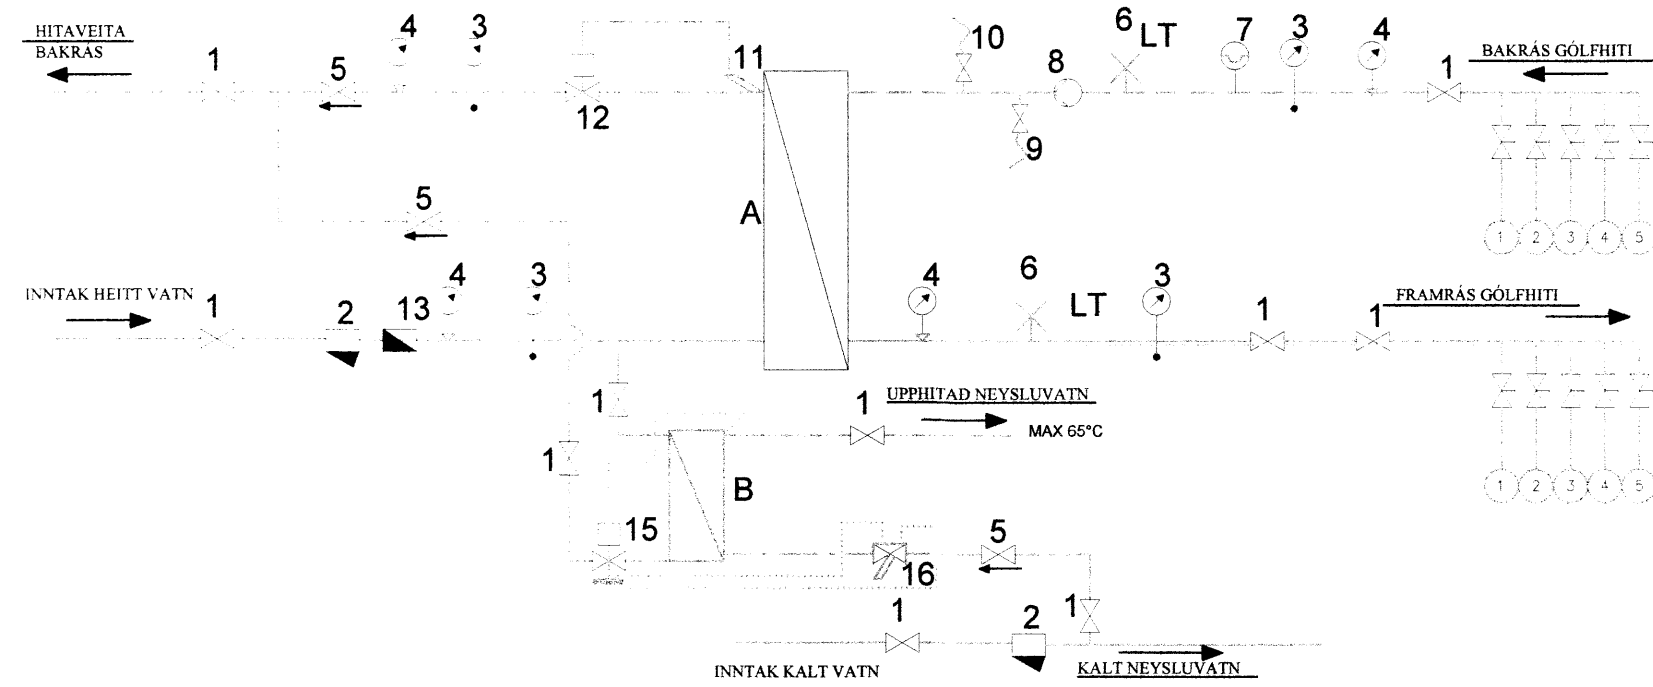 HITAVEITA
BAKRÁS
1
5
4
3
12
11
10
9
8
6
LT
7
3
4
1
BAKRÁS GÓLFHITI
5
A
1 2 3 4 5
INNTAK HEITT VATN
1
2
13
4
3
4
6
LT
3
1
1
FRAMRÁS GÓLFHITI
1
1
UPPHITAÐ NEYSLUVATN
MAX 65°C
1
B
1 2 3 4 5
15
16
5
1
1
2
INNTAK KALT VATN
KALT NEYSLUVATN